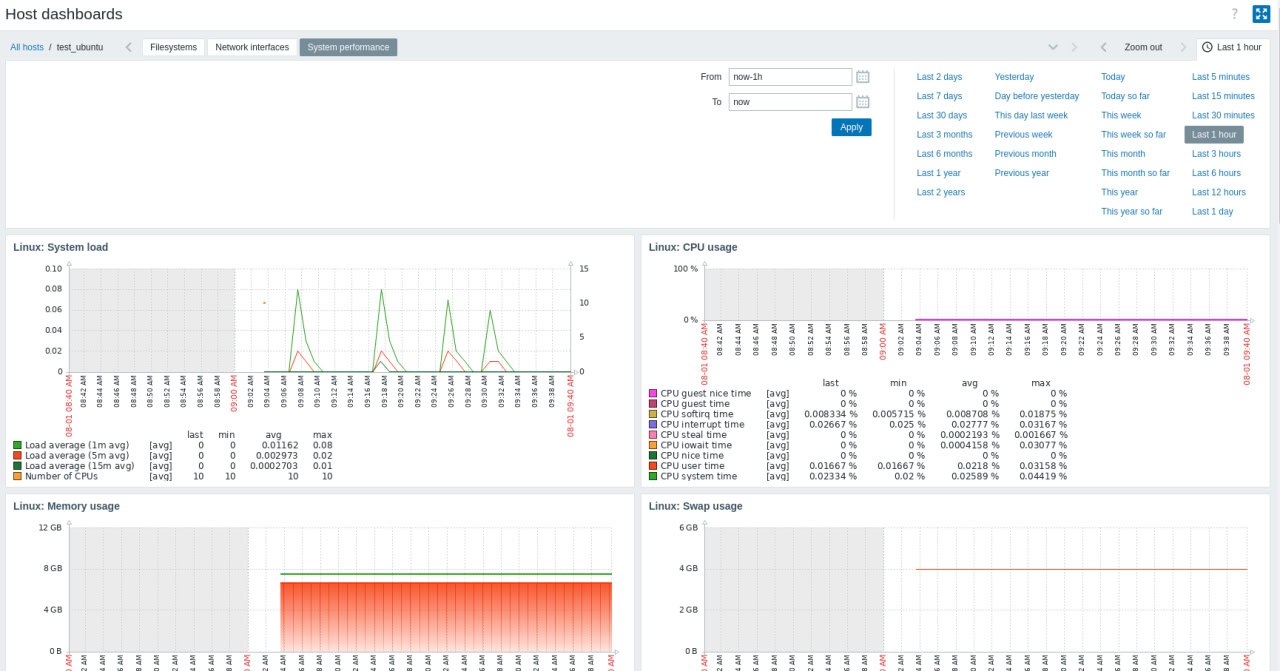 Host dashboards
?
All hosts / test_ubuntu Filesystems Network interfaces System performance Zoom out Last 1 hour
From now-1h
To now
Apply
Last 2 days Yesterday Today Last 5 minutes
Last 7 days Day before yesterday Today so far Last 15 minutes
Last 30 days This day last week This week Last 30 minutes
Last 3 months Previous week This week so far Last 1 hour
Last 6 months Previous month This month Last 3 hours
Last 1 year Previous year This month so far Last 6 hours
Last 2 years This year Last 12 hours
This year so far Last 1 day
Linux: System load
0.10 15
0.08
0.06 10
0.04 5
0.02
0 0
08-01 08:40 AM 08:42 AM 08:44 AM 08:46 AM 08:48 AM 08:50 AM 08:52 AM 08:54 AM 08:56 AM 08:58 AM 09:00 AM 09:02 AM 09:04 AM 09:06 AM 09:08 AM 09:10 AM 09:12 AM 09:14 AM 09:16 AM 09:18 AM 09:20 AM 09:22 AM 09:24 AM 09:26 AM 09:28 AM 09:30 AM 09:32 AM 09:34 AM 09:36 AM 09:38 AM 08-01 09:40 AM
last min avg max
Load average (1m avg) [avg] 0 0 0.01162 0.08
Load average (5m avg) [avg] 0 0 0.002973 0.02
Load average (15m avg) [avg] 0 0 0.0002703 0.01
Number of CPUs [avg] 10 10 10 10
Linux: CPU usage
100 %
0 %
08-01 08:40 AM 08:42 AM 08:44 AM 08:46 AM 08:48 AM 08:50 AM 08:52 AM 08:54 AM 08:56 AM 08:58 AM 09:00 AM 09:02 AM 09:04 AM 09:06 AM 09:08 AM 09:10 AM 09:12 AM 09:14 AM 09:16 AM 09:18 AM 09:20 AM 09:22 AM 09:24 AM 09:26 AM 09:28 AM 09:30 AM 09:32 AM 09:34 AM 09:36 AM 09:38 AM 08-01 09:40 AM
last min avg max
CPU guest nice time [avg] 0 % 0 % 0 % 0 %
CPU guest time [avg] 0 % 0 % 0 % 0 %
CPU softirq time [avg] 0.008334 % 0.005715 % 0.008708 % 0.01875 %
CPU interrupt time [avg] 0.02667 % 0.025 % 0.02777 % 0.03167 %
CPU steal time [avg] 0 % 0 % 0.0002193 % 0.001667 %
CPU iowait time [avg] 0 % 0 % 0.0004158 % 0.03077 %
CPU nice time [avg] 0 % 0 % 0 % 0 %
CPU user time [avg] 0.01667 % 0.01667 % 0.0218 % 0.03158 %
CPU system time [avg] 0.02334 % 0.02 % 0.02589 % 0.04419 %
Linux: Memory usage
12 GB
8 GB
4 GB
0 B
Linux: Swap usage
6 GB
4 GB
2 GB
0 B